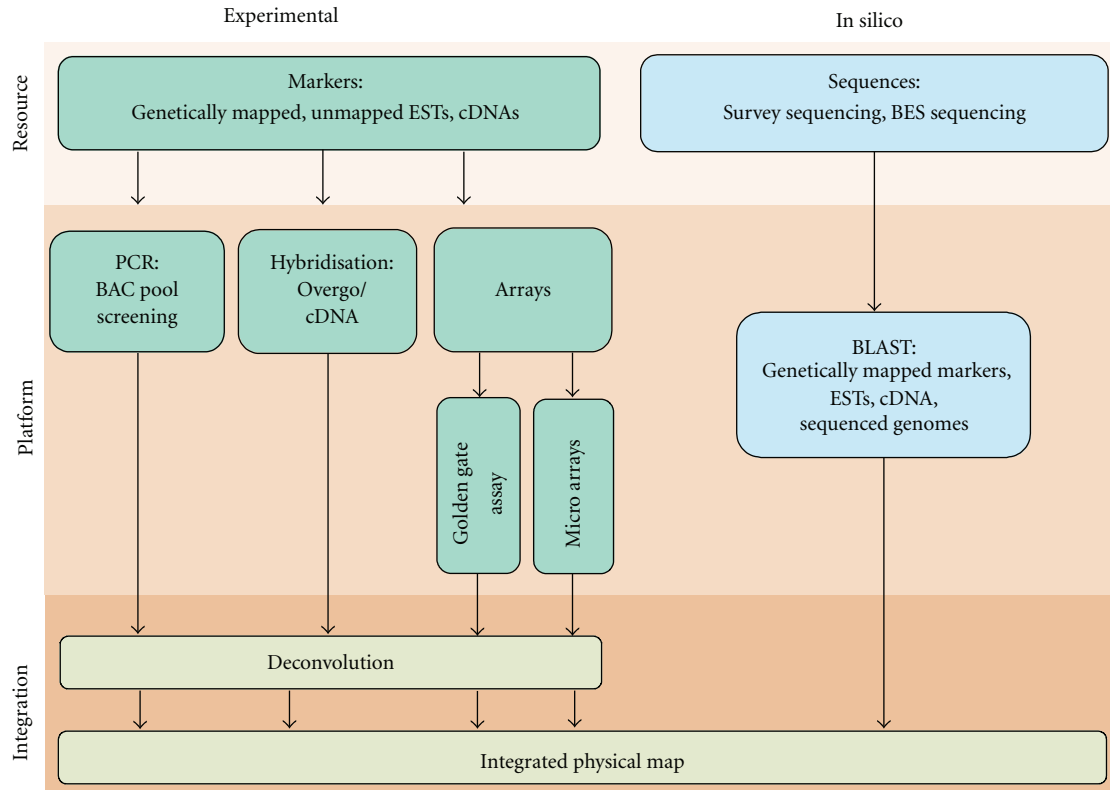 Experimental
In silico
Resource
Markers:
Genetically mapped, unmapped ESTs, cDNAs
Sequences:
Survey sequencing, BES sequencing
Platform
PCR:
BAC pool
screening
Hybridisation:
Overgo/
cDNA
Arrays
Golden gate
assay
Micro arrays
BLAST:
Genetically mapped markers,
ESTs, cDNA,
sequenced genomes
Integration
Deconvolution
Integrated physical map